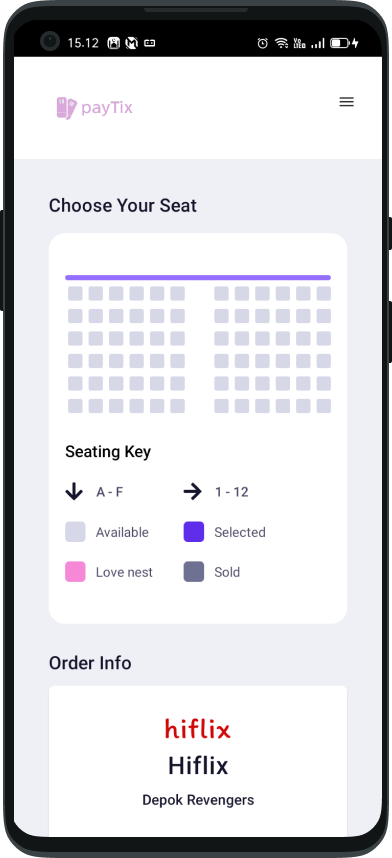 15.12
payTix
Choose Your Seat
Seating Key
A - F
1 - 12
Available
Selected
Love nest
Sold
Order Info
hiflix
Hiflix
Depok Revengers